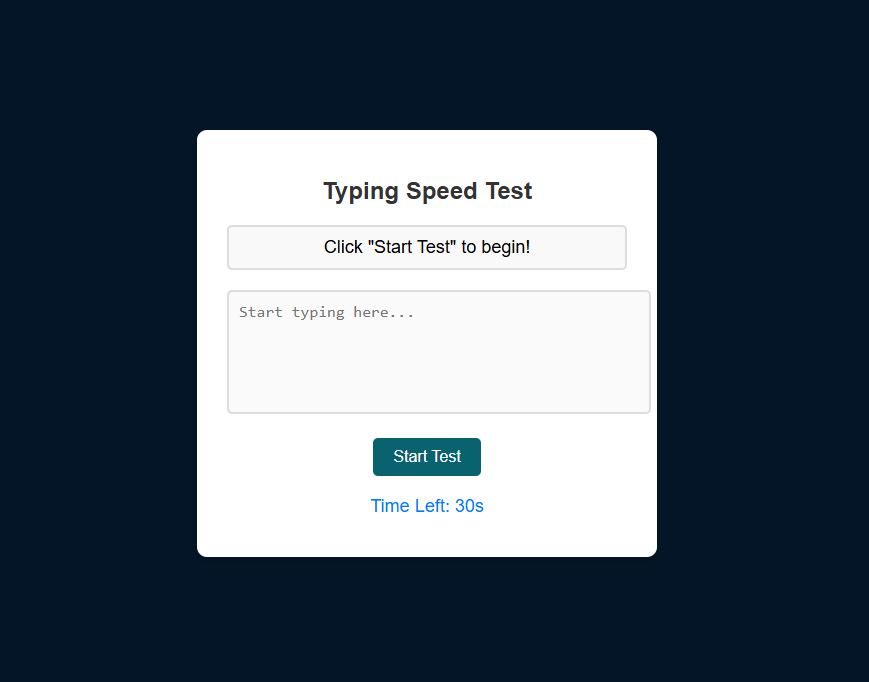 Typing Speed Test
Click "Start Test" to begin!
Start typing here...
Start Test
Time Left: 30s